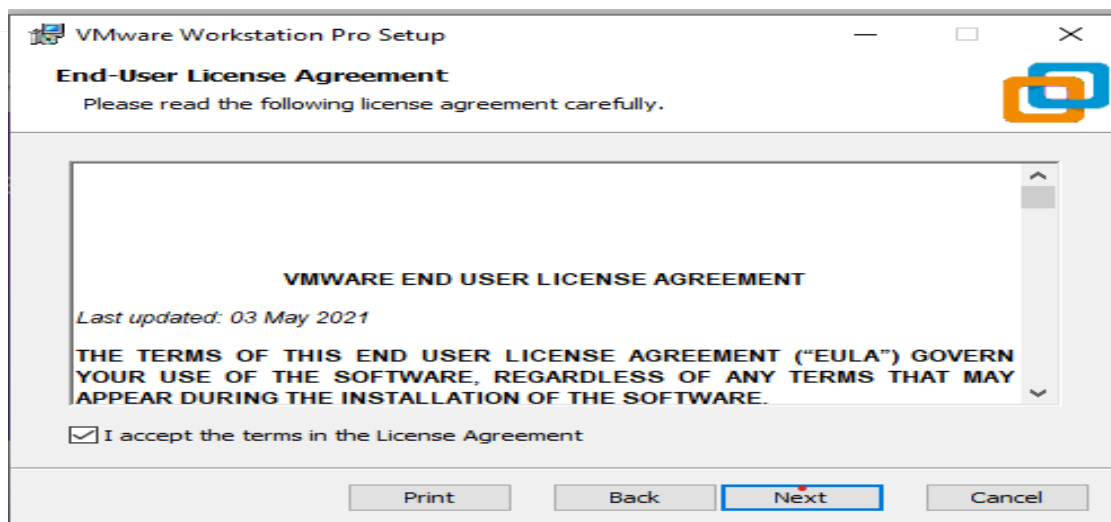 VMware Workstation Pro Setup
End-User License Agreement
Please read the following license agreement carefully.
VMWARE END USER LICENSE AGREEMENT
Last updated: 03 May 2021
THE TERMS OF THIS END USER LICENSE AGREEMENT (“EULA”) GOVERN
YOUR USE OF THE SOFTWARE, REGARDLESS OF ANY TERMS THAT MAY
APPEAR DURING THE INSTALLATION OF THE SOFTWARE.
I accept the terms in the License Agreement
Print Back Next Cancel